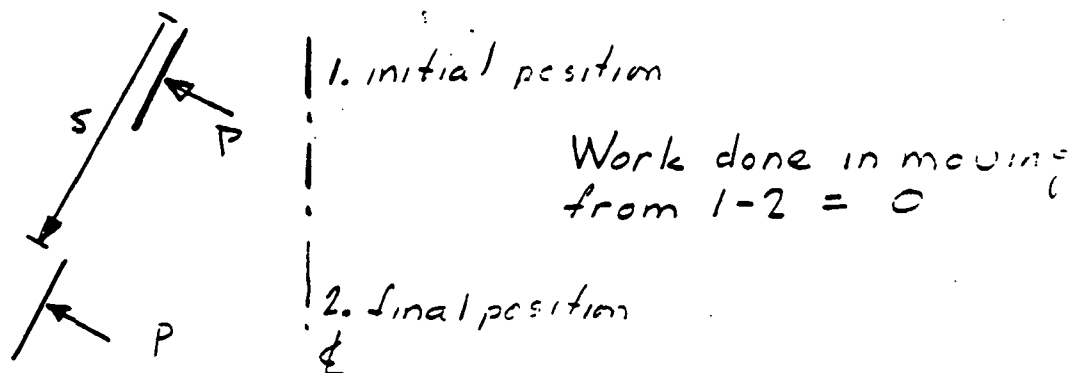 1. initial position
S
P
Work done in moving
from 1-2 = 0
2. final position
P
℄